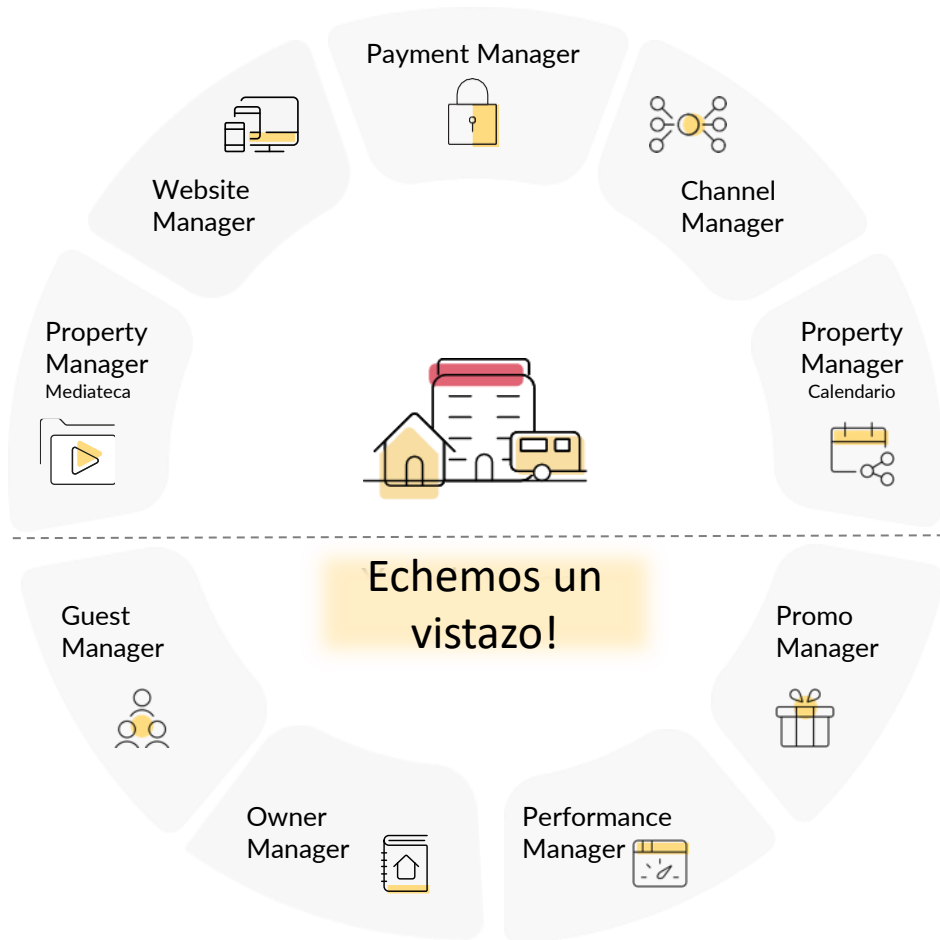 Payment Manager
Website
Manager
Channel
Manager
Property
Manager
Mediateca
Property
Manager
Calendario
Echemos un
vistazo!
Guest
Manager
Promo
Manager
Owner
Manager
Performance
Manager